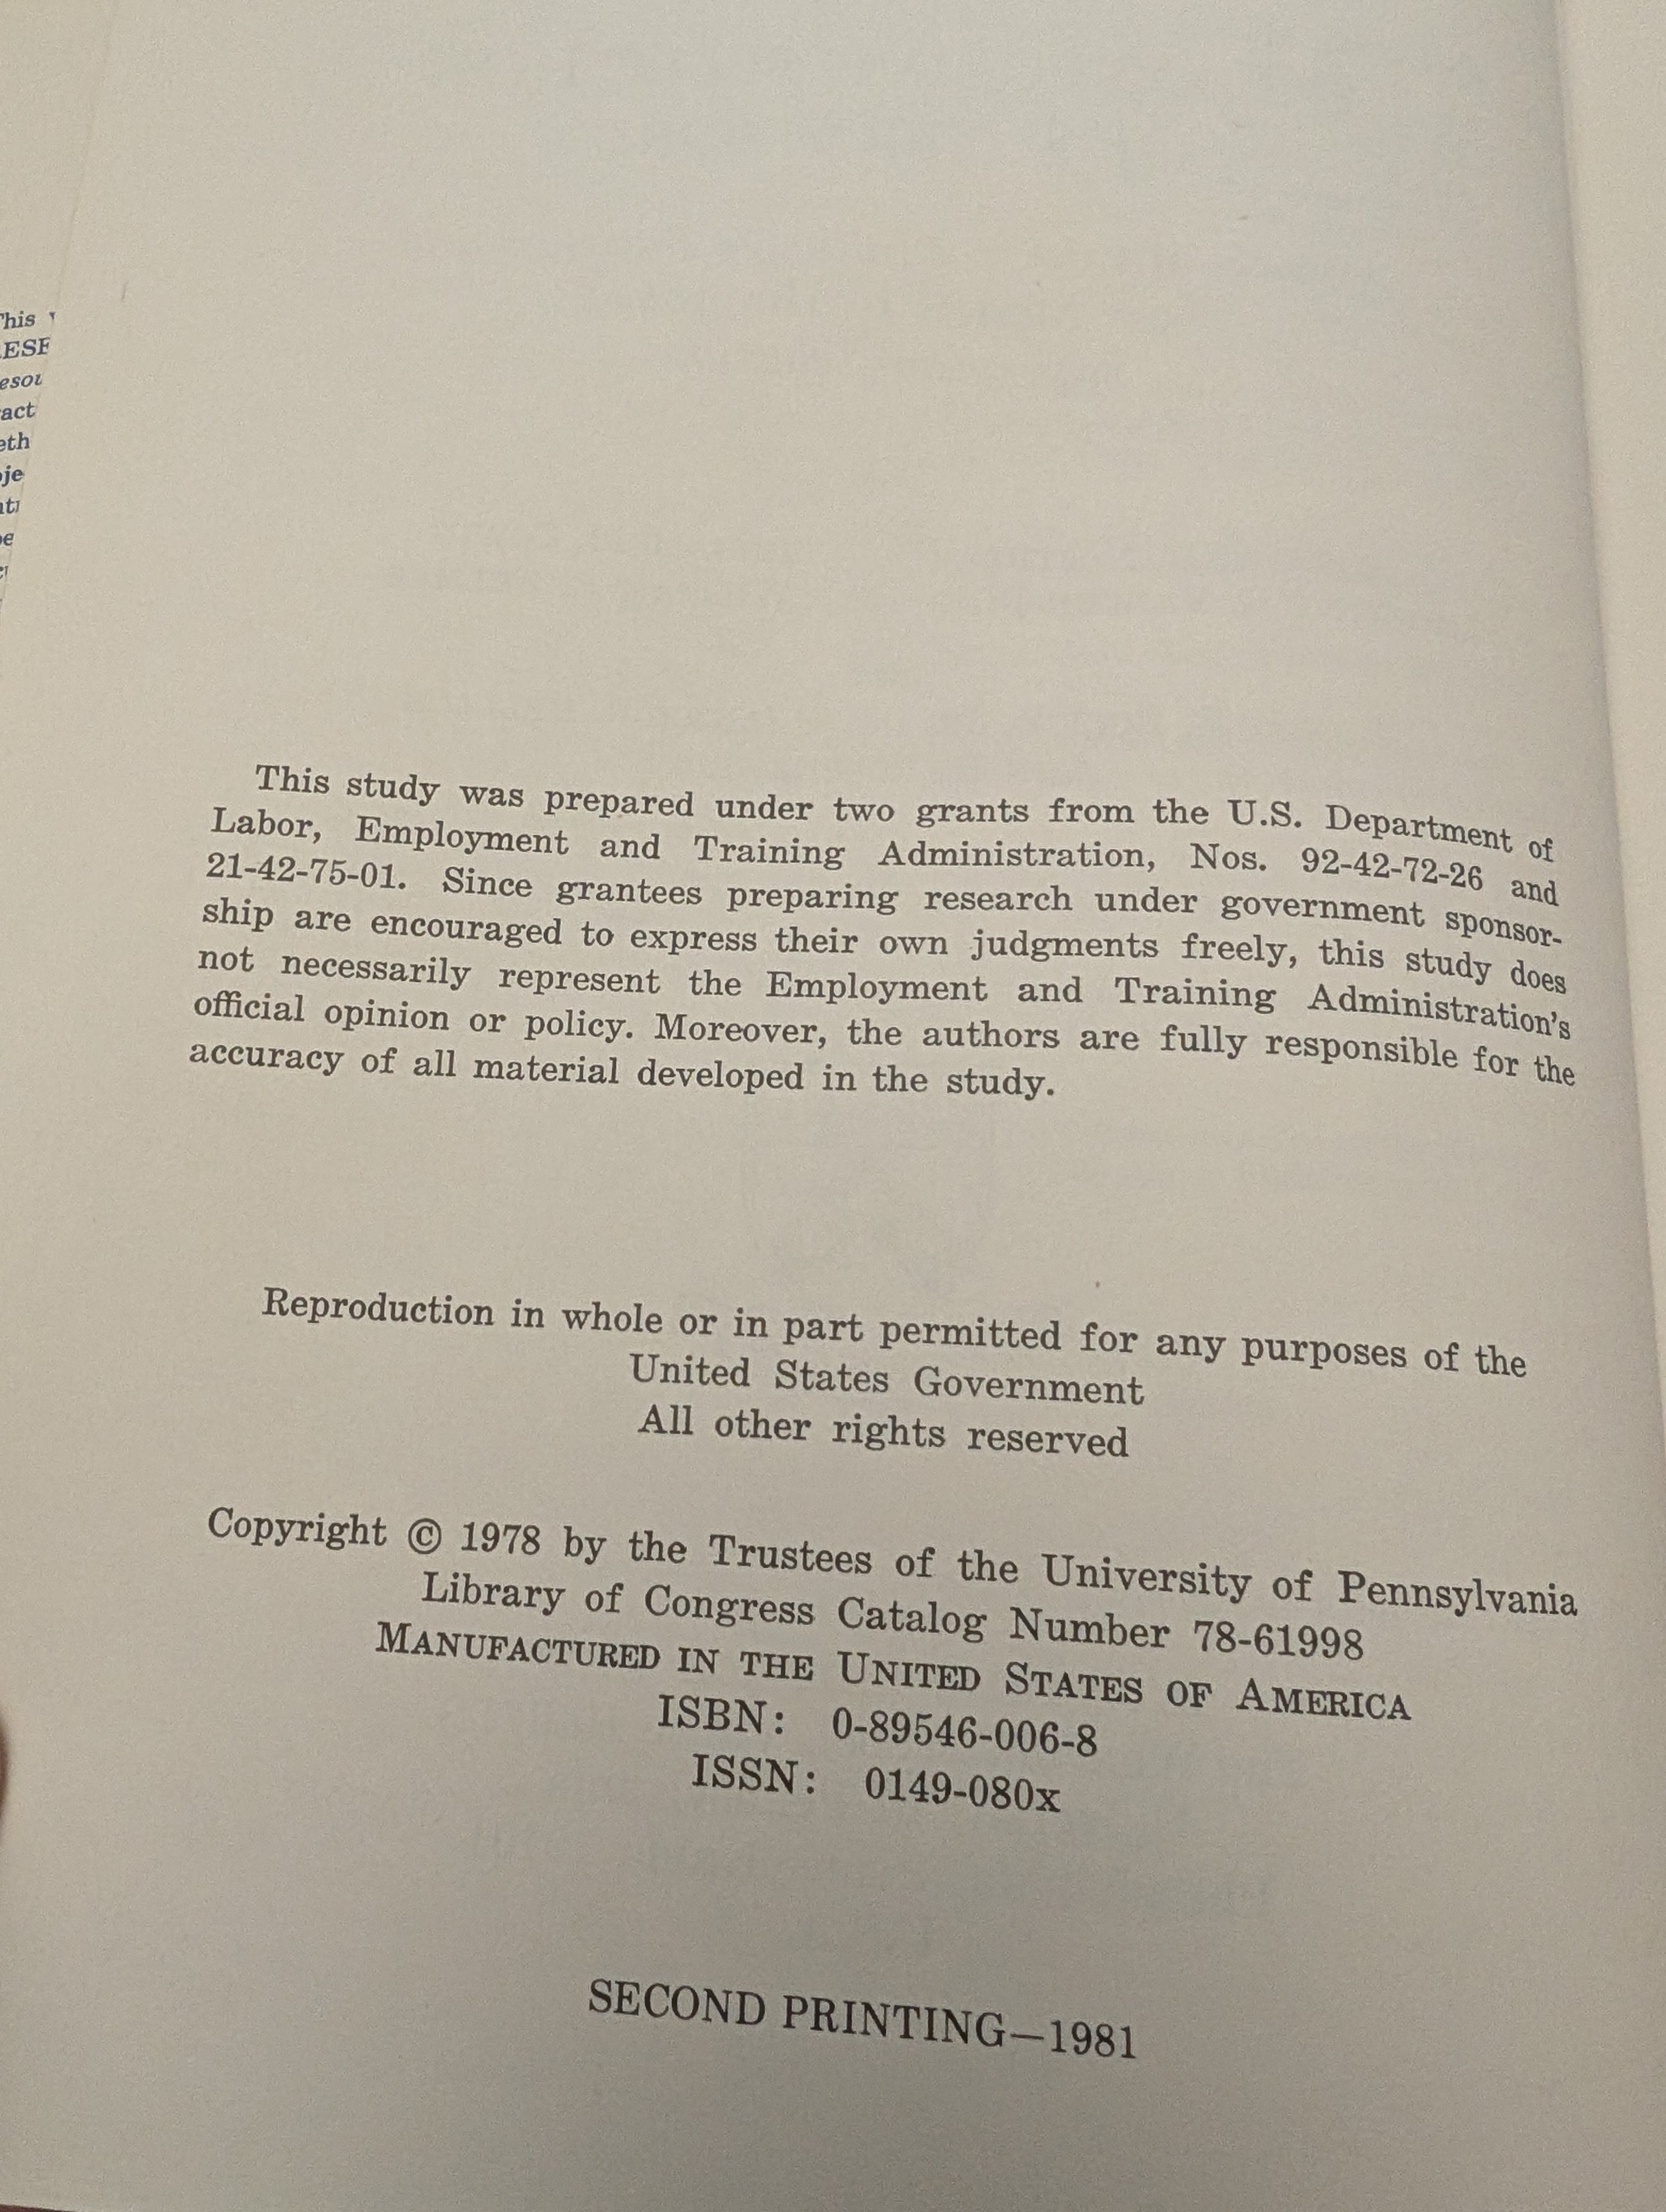 This study was prepared under two grants from the U.S. Department of
Labor, Employment and Training Administration, Nos. 92-42-72-26 and
21-42-75-01. Since grantees preparing research under government sponsor-
ship are encouraged to express their own judgments freely, this study does
not necessarily represent the Employment and Training Administration's
official opinion or policy. Moreover, the authors are fully responsible for the
accuracy of all material developed in the study.
Reproduction in whole or in part permitted for any purposes of the
United States Government
All other rights reserved
Copyright © 1978 by the Trustees of the University of Pennsylvania
Library of Congress Catalog Number 78-61998
MANUFACTURED IN THE UNITED STATES OF AMERICA
ISBN: 0-89546-006-8
ISSN: 0149-080x
SECOND PRINTING—1981